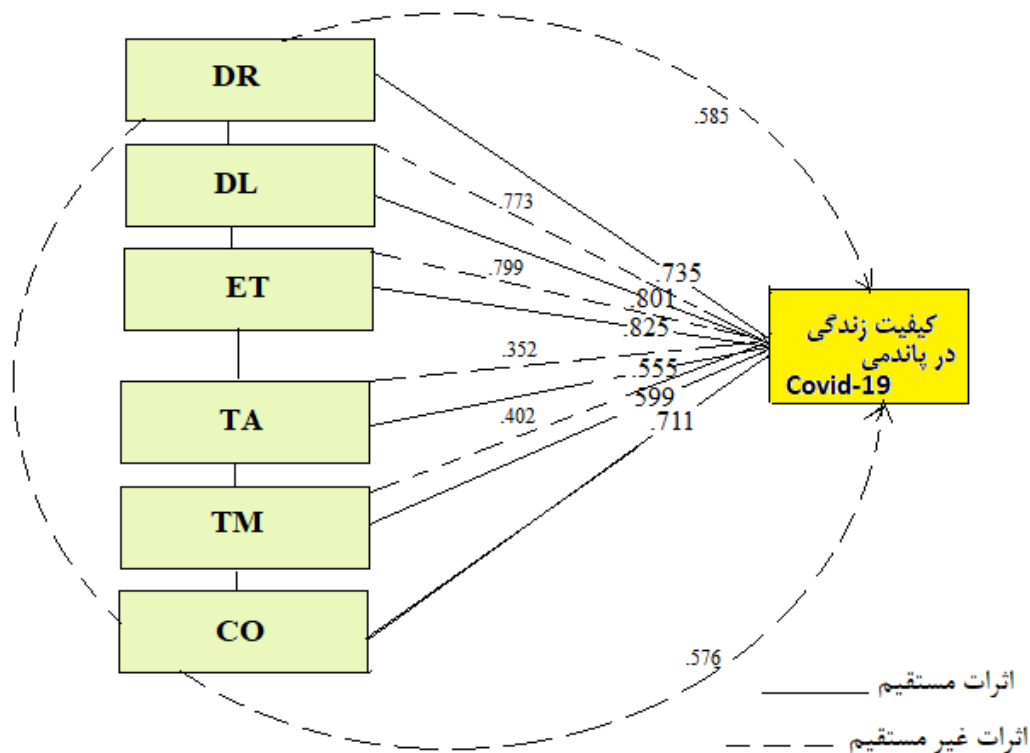 DR
.585
DL
.773
.799
.735
ET
.801
.825
کیفیت زندگی
در پاندمی
Covid-19
.352
.555
TA
.402
.599
.711
TM
CO
.576
اثرات مستقیم
اثرات غیر مستقیم